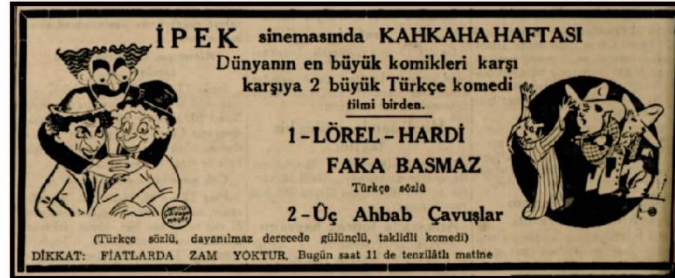 İPEK sinemasında KAHKAHA HAFTASI
Dünyanın en büyük komikleri karşı
karşıya 2 büyük Türkçe komedi
filmi birden.
1-LÖREL-HARDİ
FAKA BASMAZ
Türkçe sözlü
2-Üç Ahbab Çavuşlar
(Türkçe sözlü, dayanılmaz derecede gülünçlü, taklidli komedi)
DİKKAT: FİATLARDA ZAM YOKTUR. Bugün saat 11 de tenzilâtlı matine